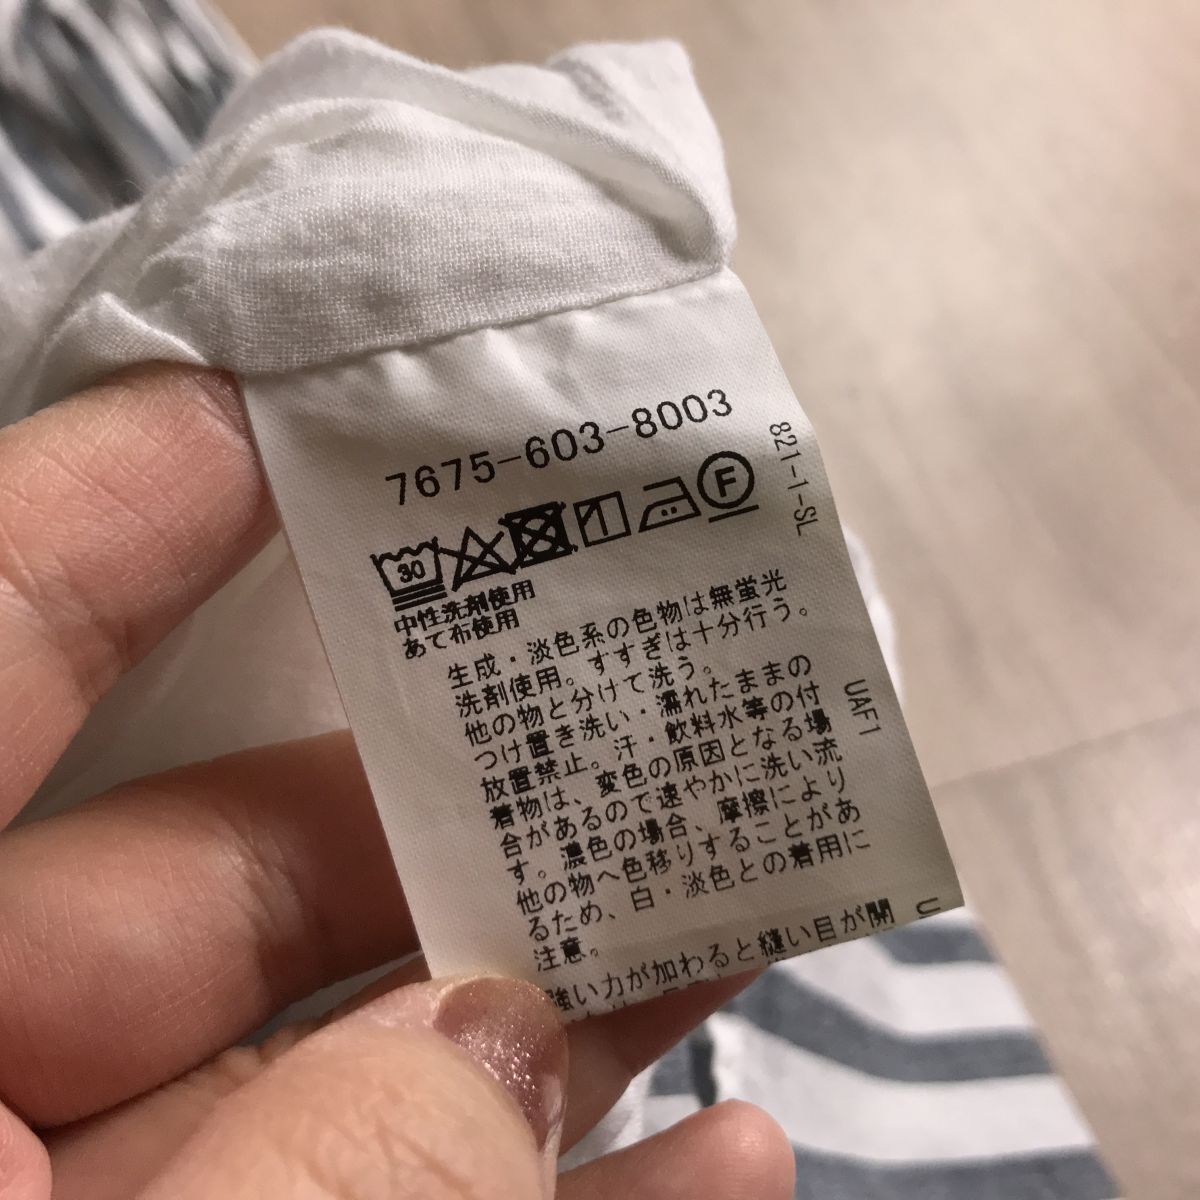 7675-603-8003
821-1-SL
30
F
中性洗剤使用
あて布使用
生成・淡色系の色物は無蛍光
洗剤使用。すすぎは十分行う。
他の物と分けて洗う。
つけ置き洗い・濡れたままの
放置禁止。汗・飲料水等の付
着物は、変色の原因となる場
合があるので速やかに洗い流
す。濃色の場合、摩擦により
他の物へ色移りすることがあ
るため、白・淡色との着用に
注意。
強い力が加わると縫い目が開
UAF1
U